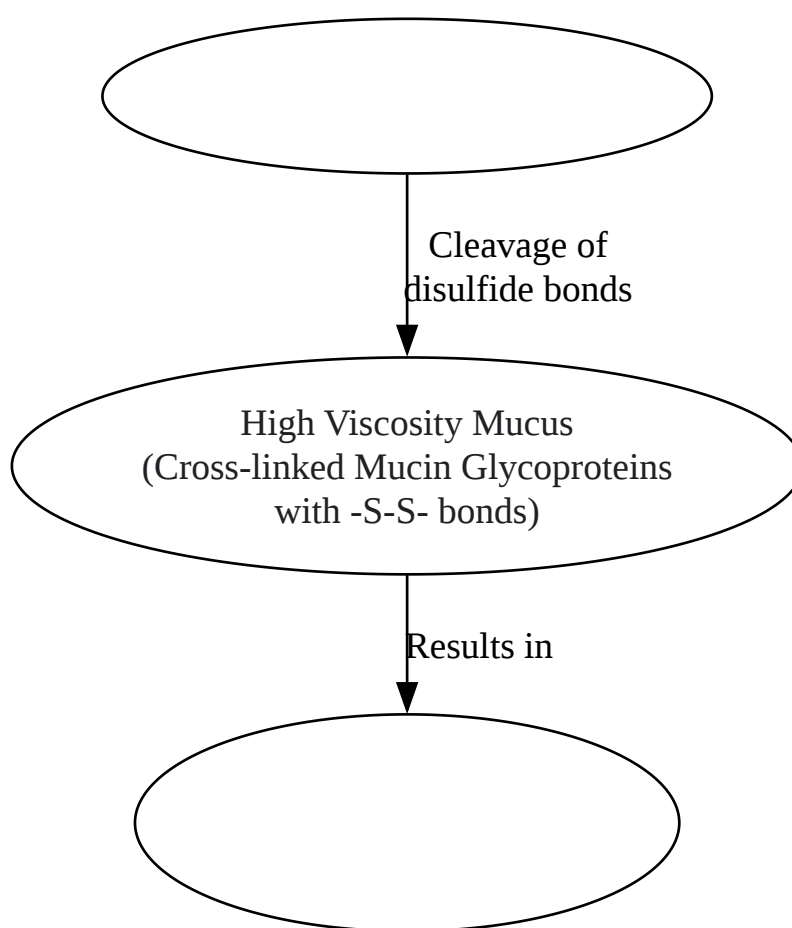 Cleavage of
disulfide bonds
High Viscosity Mucus
(Cross-linked Mucin Glycoproteins
with -S-S- bonds)
Results in